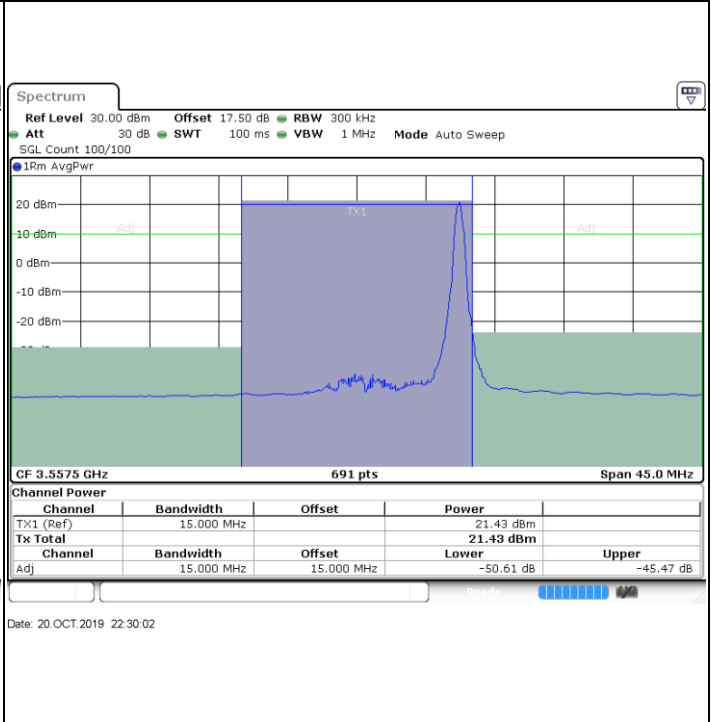 Spectrum
Ref Level 30.00 dBm Offset 17.50 dB RBW 300 kHz
Att 30 dB SWT 100 ms VBW 1 MHz Mode Auto Sweep
SGL Count 100/100
1Rm AvgPwr
20 dBm
TX1
Adj Adj
10 dBm
0 dBm
-10 dBm
-20 dBm
CF 3.5575 GHz 691 pts Span 45.0 MHz
Channel Power
Channel Bandwidth Offset Power
TX1 (Ref) 15.000 MHz 21.43 dBm
Tx Total 21.43 dBm
Channel Bandwidth Offset Lower Upper
Adj 15.000 MHz 15.000 MHz -50.61 dB -45.47 dB
Ready
Date: 20.OCT.2019 22:30:02